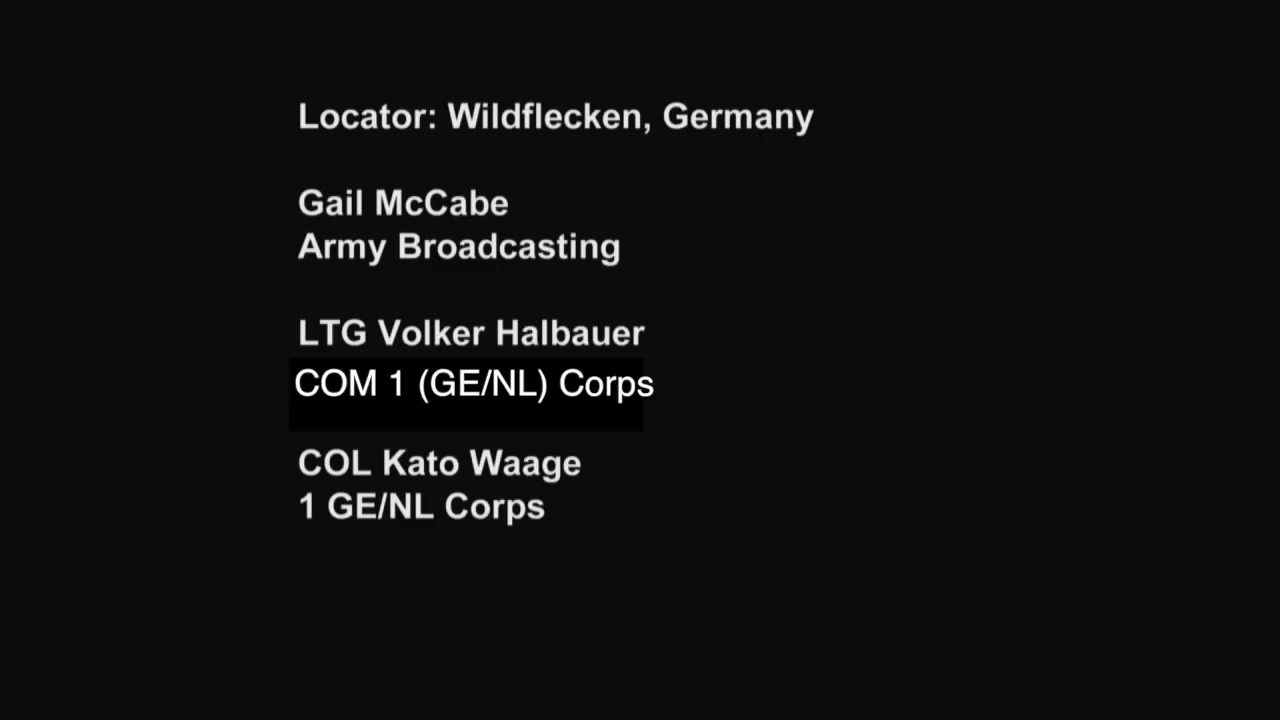 Locator: Wildflecken, Germany
Gail McCabe
Army Broadcasting
LTG Volker Halbauer
COM 1 (GE/NL) Corps
COL Kato Waage
1 GE/NL Corps